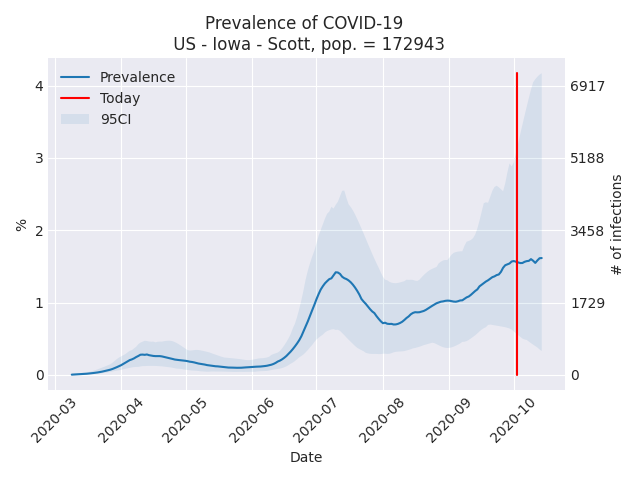 Prevalence of COVID-19
US - Iowa - Scott, pop. = 172943
Prevalence
Today
95CI
4
3
2
1
0
%
6917
5188
3458
1729
0
# of infections
2020-03
2020-04
2020-05
2020-06
2020-07
2020-08
2020-09
2020-10
Date